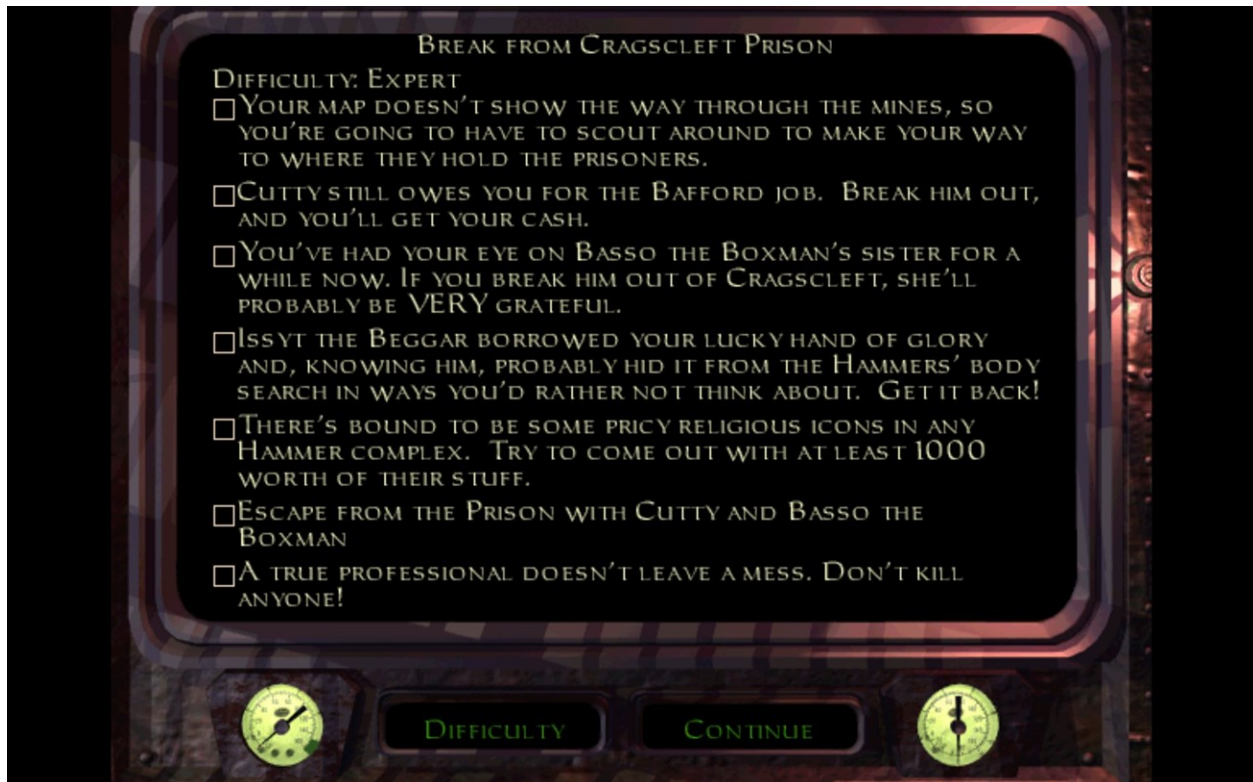 Break from Cragscleft Prison
Difficulty: Expert
Your map doesn't show the way through the mines, so
you're going to have to scout around to make your way
to where they hold the prisoners.
Cutty still owes you for the Bafford job. Break him out,
and you'll get your cash.
You've had your eye on Basso the Boxman's sister for a
while now. If you break him out of Cragscleft, she'll
probably be VERY grateful.
Issyt the Beggar borrowed your lucky hand of glory
and, knowing him, probably hid it from the Hammers' body
search in ways you'd rather not think about. Get it back!
There's bound to be some pricy religious icons in any
Hammer complex. Try to come out with at least 1000
worth of their stuff.
Escape from the Prison with Cutty and Basso the
Boxman
A true professional doesn't leave a mess. Don't kill
anyone!
Difficulty
Continue